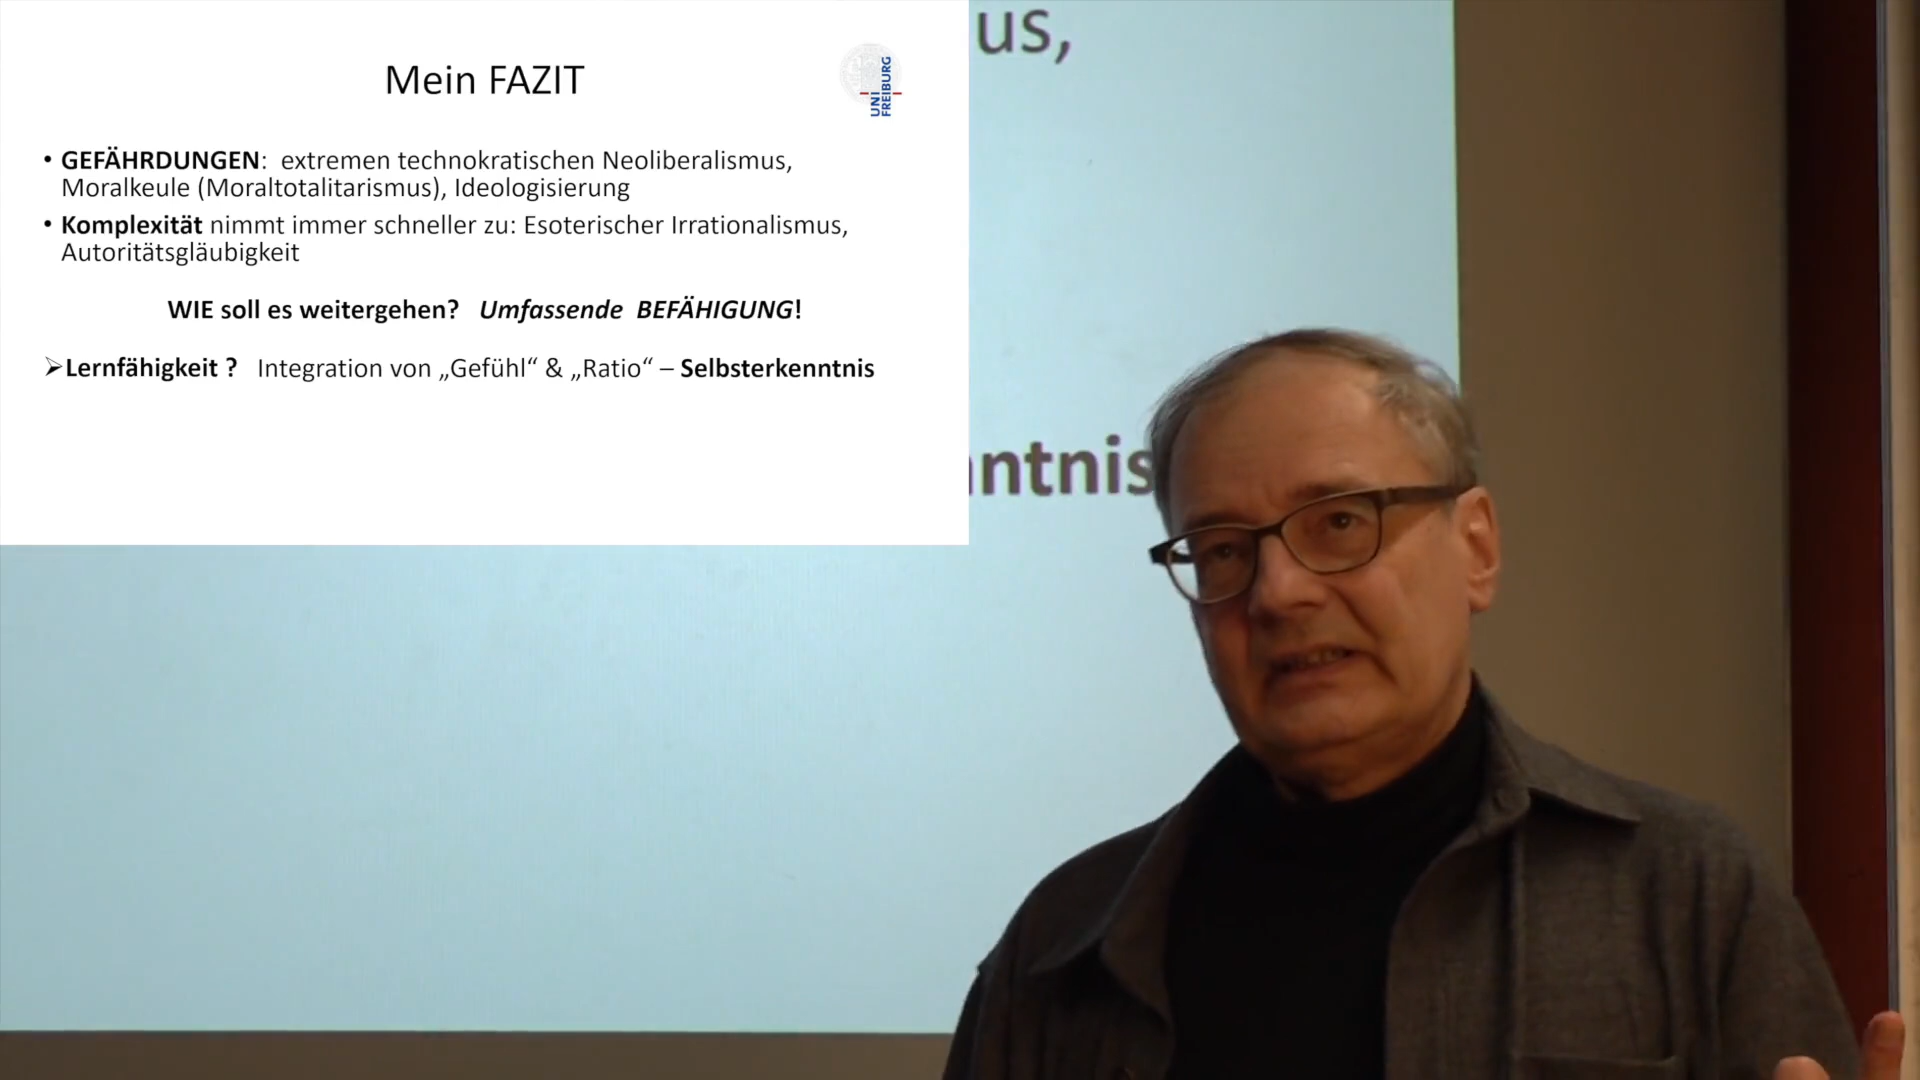 Mein FAZIT
UNI
FREIBURG
• GEFÄHRDUNGEN: extremen technokratischen Neoliberalismus,
Moralkeule (Moraltotalitarismus), Ideologisierung
• Komplexität nimmt immer schneller zu: Esoterischer Irrationalismus,
Autoritätsgläubigkeit
WIE soll es weitergehen? Umfassende BEFÄHIGUNG!
➢Lernfähigkeit ? Integration von „Gefühl“ & „Ratio“ – Selbsterkenntnis
us,
ntnis